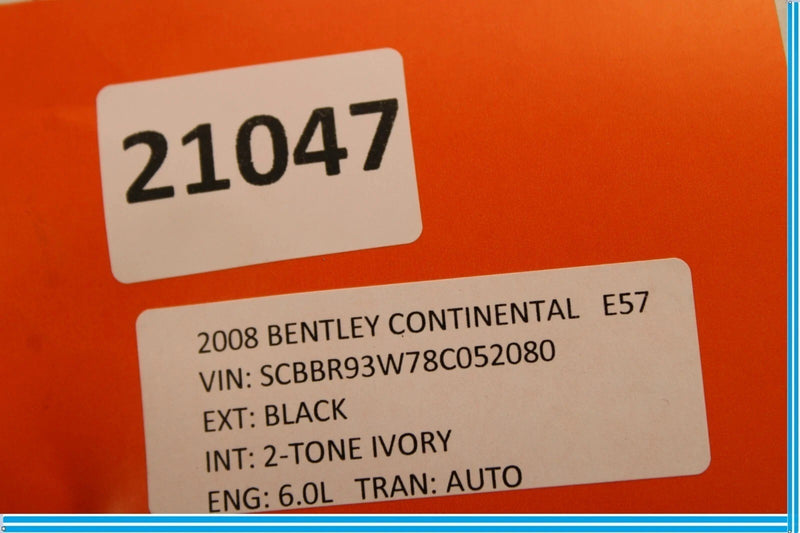 21047
2008 BENTLEY CONTINENTAL E57
VIN: SCBBR93W78C052080
EXT: BLACK
INT: 2-TONE IVORY
ENG: 6.0L TRAN: AUTO